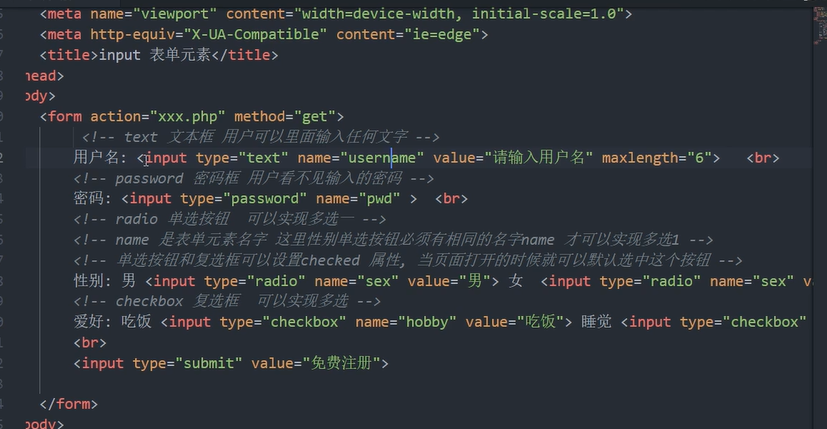 <meta name="viewport" content="width=device-width, initial-scale=1.0">
<meta http-equiv="X-UA-Compatible" content="ie=edge">
<title>input 表单元素</title>
head>
ody>
<form action="xxx.php" method="get">
<!-- text 文本框 用户可以里面输入任何文字 -->
用户名: <input type="text" name="username" value="请输入用户名" maxlength="6"> <br>
<!-- password 密码框 用户看不见输入的密码 -->
密码: <input type="password" name="pwd" > <br>
<!-- radio 单选按钮 可以实现多选一 -->
<!-- name 是表单元素名字 这里性别单选按钮必须有相同的名字name 才可以实现多选1 -->
<!-- 单选按钮和复选框可以设置checked 属性, 当页面打开的时候就可以默认选中这个按钮 -->
性别: 男 <input type="radio" name="sex" value="男"> 女 <input type="radio" name="sex" v
<!-- checkbox 复选框 可以实现多选 -->
爱好: 吃饭 <input type="checkbox" name="hobby" value="吃饭"> 睡觉 <input type="checkbox"
<br>
<input type="submit" value="免费注册">
</form>
body>